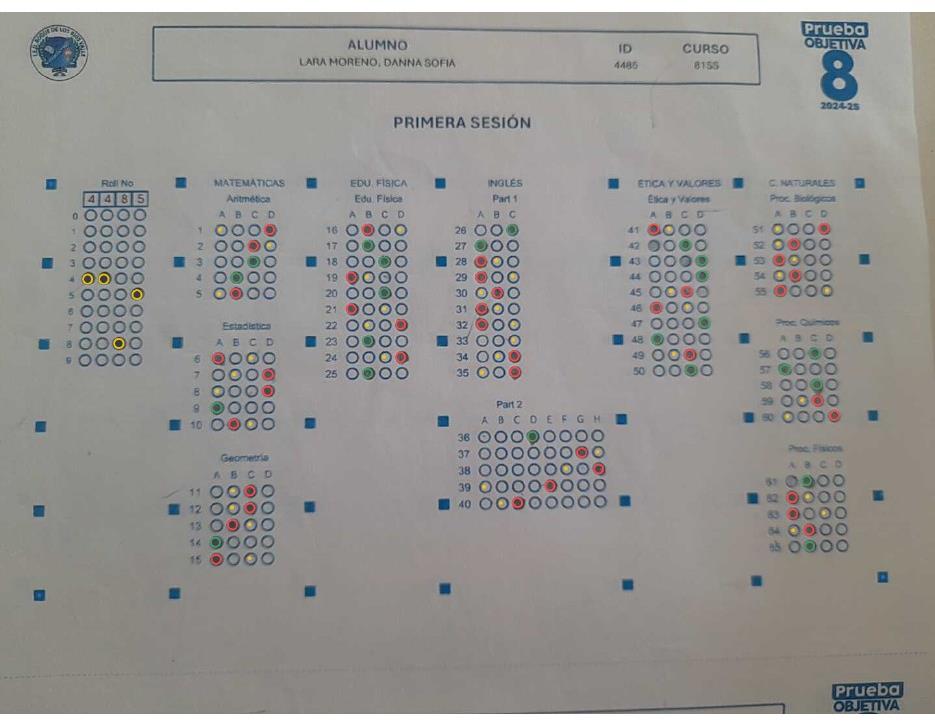 I.E.D. ROQUE DE LOS RIOS VALLE
Prueba
OBJETIVA
8
2024-25
ALUMNO ID CURSO
LARA MORENO, DANNA SOFIA 4485 81SS
PRIMERA SESIÓN
Roll No MATEMÁTICAS EDU. FÍSICA INGLÉS ÉTICA Y VALORES C. NATURALES
4 4 8 5 Aritmética Edu. Física Part 1 Ética y Valores Proc. Biológicos
A B C D A B C D A B C A B C D A B C D
0
1 1 16 26 41 51
2 2 17 27 42 52
3 3 18 28 43 53
4 4 19 29 44 54
5 5 20 30 45 55
6 21 31 46
7 Estadística 22 32 47 Proc. Químicos
A B C D A B C D
8 23 33 48 56
9 6 24 34 49 57
7 25 35 50 58
8 59
9 60
10
Part 2
A B C D E F G H
36
37
38
39
40
Geometría Proc. Físicos
A B C D A B C D
11 61
12 62
13 63
14 64
15 65
Prueba
OBJETIVA